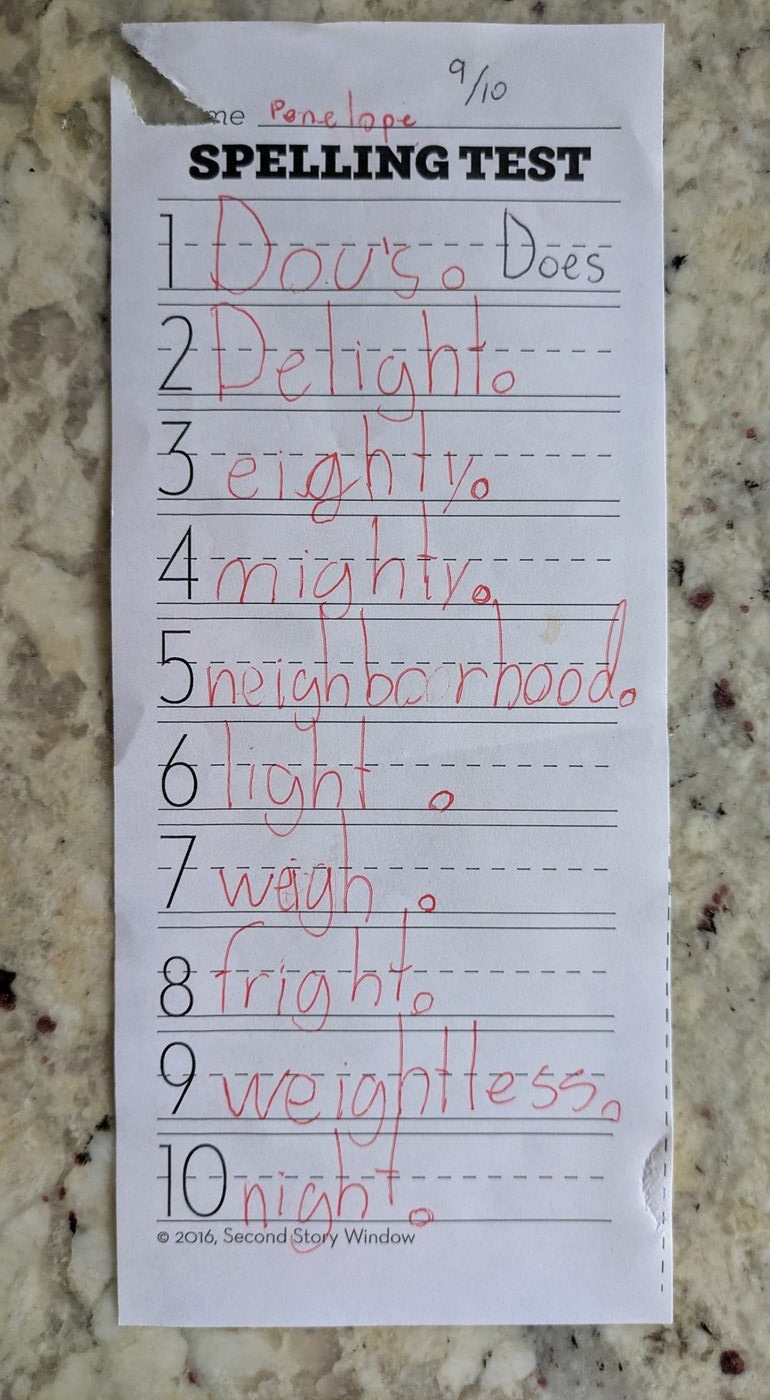 9/10
me Penelope
SPELLING TEST
1 Dou's. Does
2 Delight.
3 eighty.
4 mighty.
5 neighboorhood.
6 light.
7 weigh.
8 fright.
9 weightless.
10 night.
© 2016, Second Story Window